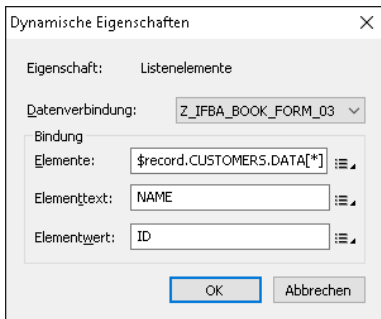 Dynamische Eigenschaften
Eigenschaft: Listenelemente
Datenverbindung: Z_IFBA_BOOK_FORM_03
Bindung
Elemente: $record.CUSTOMERS.DATA[*]
Elementtext: NAME
Elementwert: ID
OK Abbrechen